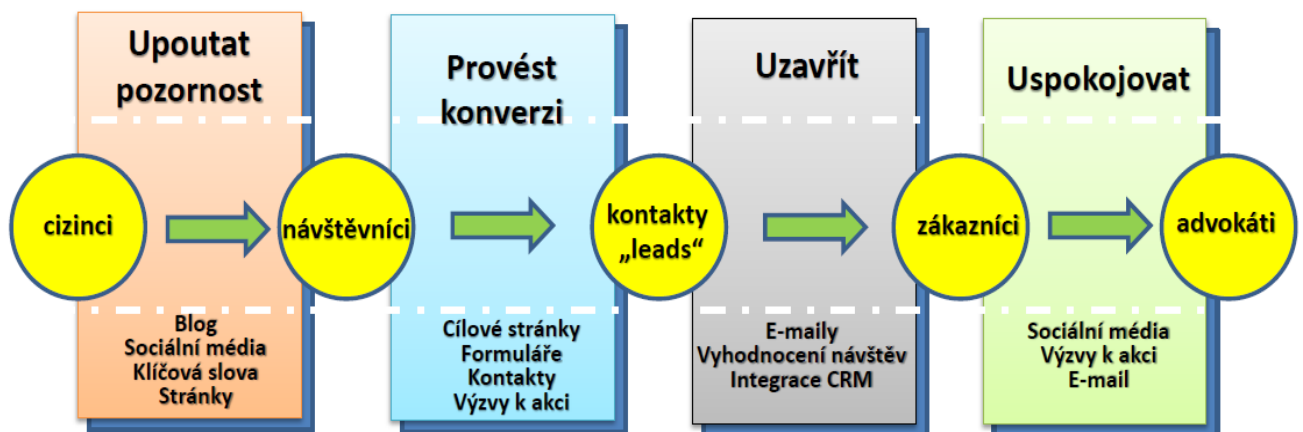 Upoutat
pozornost
Provést
konverzi
Uzavřít
Uspokojovat
cizinci
návštěvníci
kontakty
„leads“
zákazníci
advokáti
Blog
Sociální média
Klíčová slova
Stránky
Cílové stránky
Formuláře
Kontakty
Výzvy k akci
E-maily
Vyhodnocení návštěv
Integrace CRM
Sociální média
Výzvy k akci
E-mail